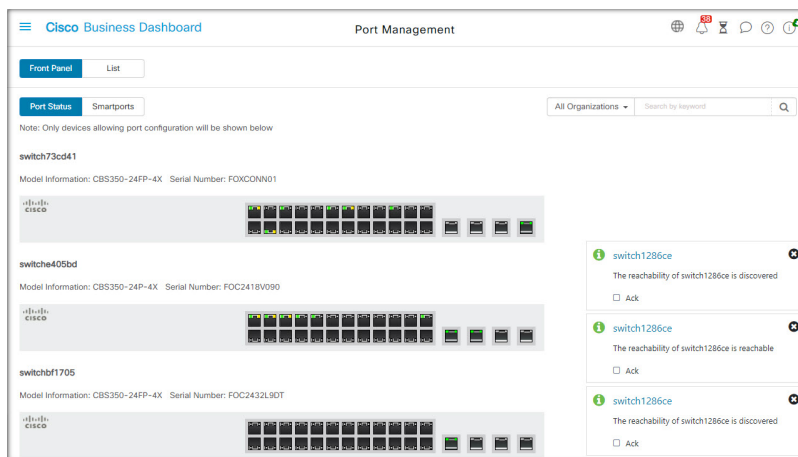 Cisco Business Dashboard
Port Management
38
Front Panel List
Port Status Smartports
All Organizations Search by keyword
Note: Only devices allowing port configuration will be shown below
switch73cd41
Model Information: CBS350-24FP-4X Serial Number: FOXCONN01
CISCO
switche405bd
Model Information: CBS350-24P-4X Serial Number: FOC2418V090
CISCO
switchbf1705
Model Information: CBS350-24FP-4X Serial Number: FOC2432L9DT
CISCO
switch1286ce
The reachability of switch1286ce is discovered
Ack
switch1286ce
The reachability of switch1286ce is reachable
Ack
switch1286ce
The reachability of switch1286ce is discovered
Ack